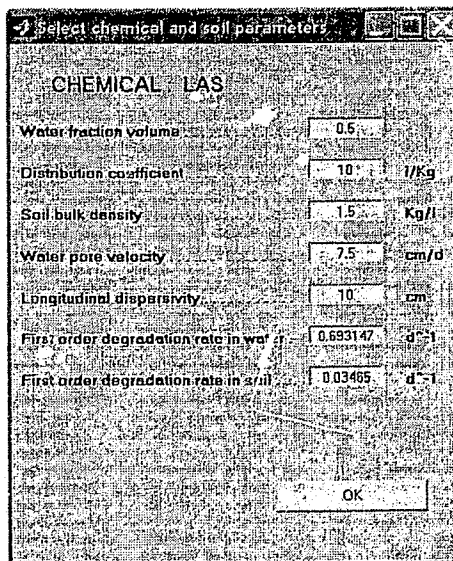 Select chemical and soil parameters
CHEMICAL : LAS
Water fraction volume 0.5
Distribution coefficient 10 l/Kg
Soil bulk density 1.5 Kg/l
Water pore velocity 7.5 cm/d
Longitudinal dispersivity 10 cm
First order degradation rate in water 0.693147 d^-1
First order degradation rate in soil 0.03465 d^-1
OK